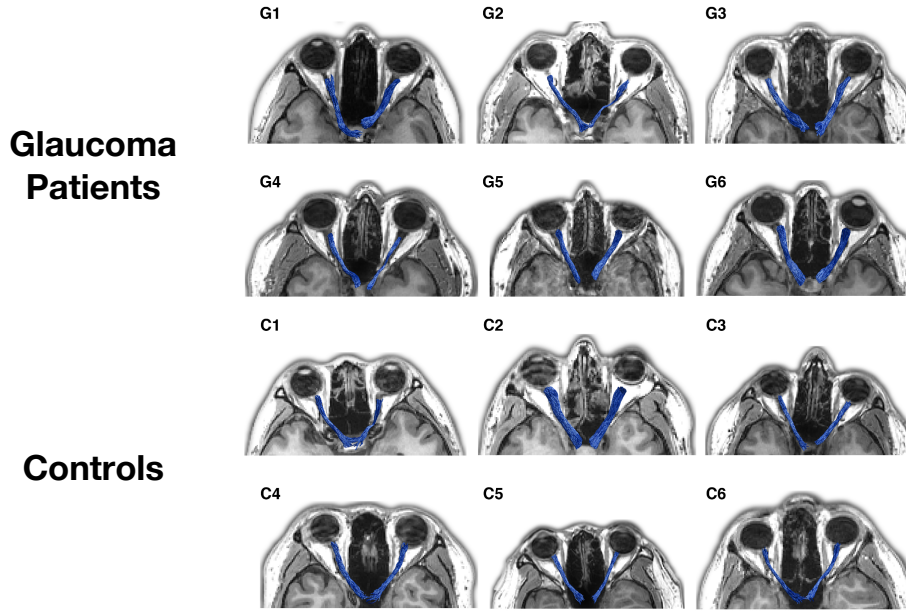 G1
G2
G3
Glaucoma
Patients
G4
G5
G6
C1
C2
C3
Controls
C4
C5
C6